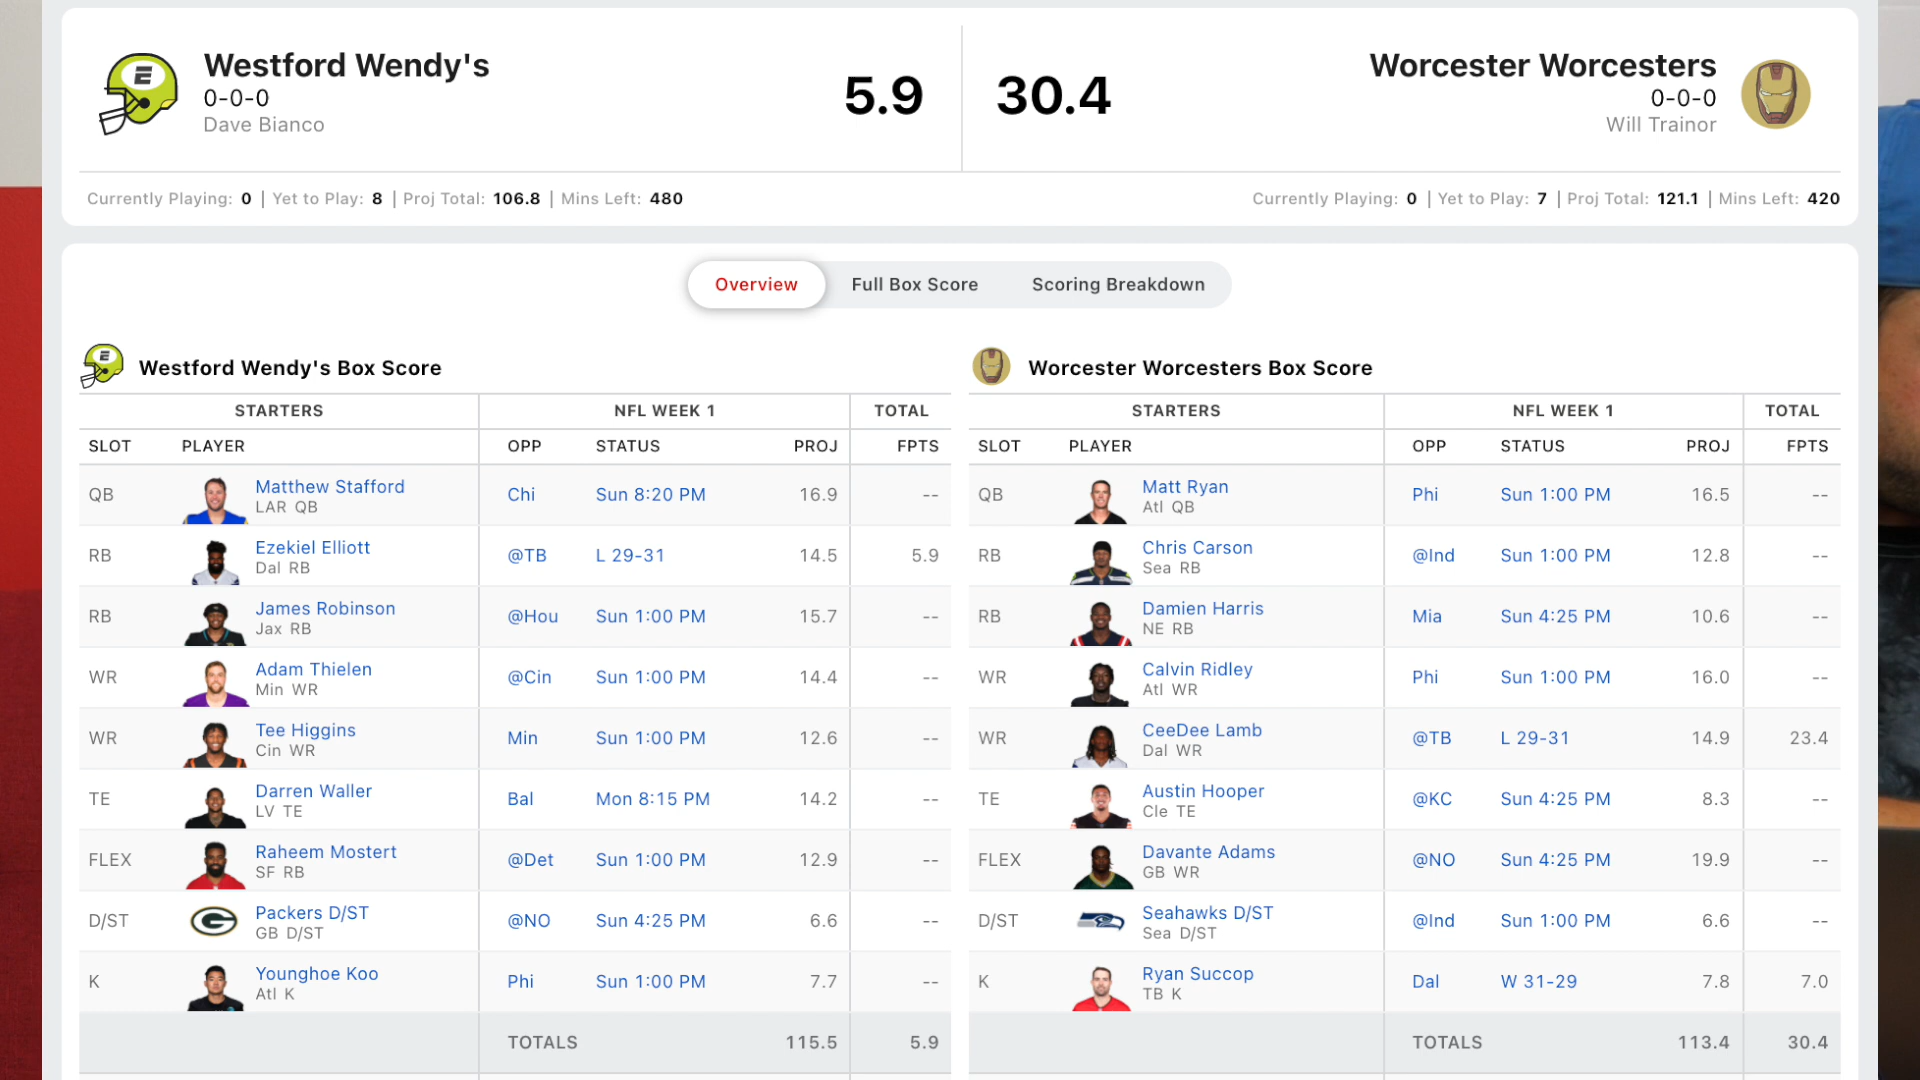 Westford Wendy's
0-0-0
Dave Bianco
5.9
30.4
Worcester Worcesters
0-0-0
Will Trainor
Currently Playing: 0 | Yet to Play: 8 | Proj Total: 106.8 | Mins Left: 480
Currently Playing: 0 | Yet to Play: 7 | Proj Total: 121.1 | Mins Left: 420
Overview Full Box Score Scoring Breakdown
Westford Wendy's Box Score
STARTERS NFL WEEK 1 TOTAL
SLOT PLAYER OPP STATUS PROJ FPTS
QB Matthew Stafford Chi Sun 8:20 PM 16.9 --
LAR QB
RB Ezekiel Elliott @TB L 29-31 14.5 5.9
Dal RB
RB James Robinson @Hou Sun 1:00 PM 15.7 --
Jax RB
WR Adam Thielen @Cin Sun 1:00 PM 14.4 --
Min WR
WR Tee Higgins Min Sun 1:00 PM 12.6 --
Cin WR
TE Darren Waller Bal Mon 8:15 PM 14.2 --
LV TE
FLEX Raheem Mostert @Det Sun 1:00 PM 12.9 --
SF RB
D/ST Packers D/ST @NO Sun 4:25 PM 6.6 --
GB D/ST
K Younghoe Koo Phi Sun 1:00 PM 7.7 --
Atl K
TOTALS 115.5 5.9
Worcester Worcesters Box Score
STARTERS NFL WEEK 1 TOTAL
SLOT PLAYER OPP STATUS PROJ FPTS
QB Matt Ryan Phi Sun 1:00 PM 16.5 --
Atl QB
RB Chris Carson @Ind Sun 1:00 PM 12.8 --
Sea RB
RB Damien Harris Mia Sun 4:25 PM 10.6 --
NE RB
WR Calvin Ridley Phi Sun 1:00 PM 16.0 --
Atl WR
WR CeeDee Lamb @TB L 29-31 14.9 23.4
Dal WR
TE Austin Hooper @KC Sun 4:25 PM 8.3 --
Cle TE
FLEX Davante Adams @NO Sun 4:25 PM 19.9 --
GB WR
D/ST Seahawks D/ST @Ind Sun 1:00 PM 6.6 --
Sea D/ST
K Ryan Succop Dal W 31-29 7.8 7.0
TB K
TOTALS 113.4 30.4